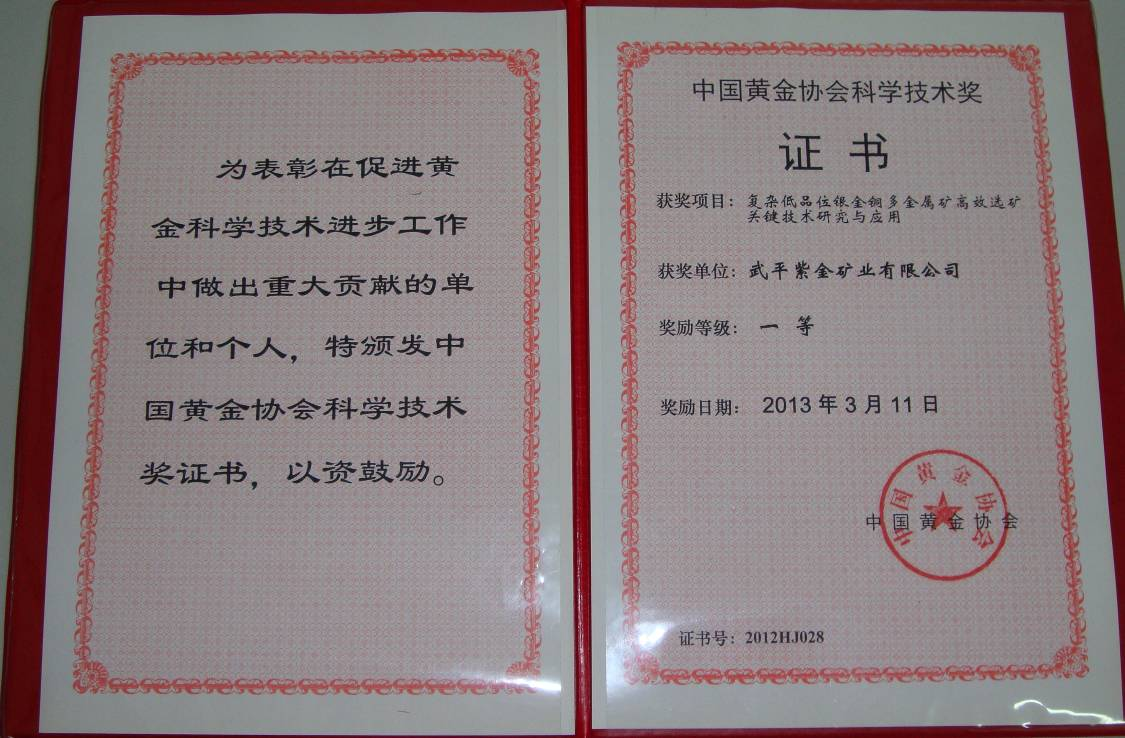 为表彰在促进黄
金科学技术进步工作
中做出重大贡献的单
位和个人，特颁发中
国黄金协会科学技术
奖证书，以资鼓励。
中国黄金协会科学技术奖
证书
获奖项目：复杂低品位银金铜多金属矿高效选矿
关键技术研究与应用
获奖单位：武平紫金矿业有限公司
奖励等级：一 等
奖励日期： 2013 年 3 月 11 日
中国黄金协会
中国黄金协会
证书号：2012HJ028